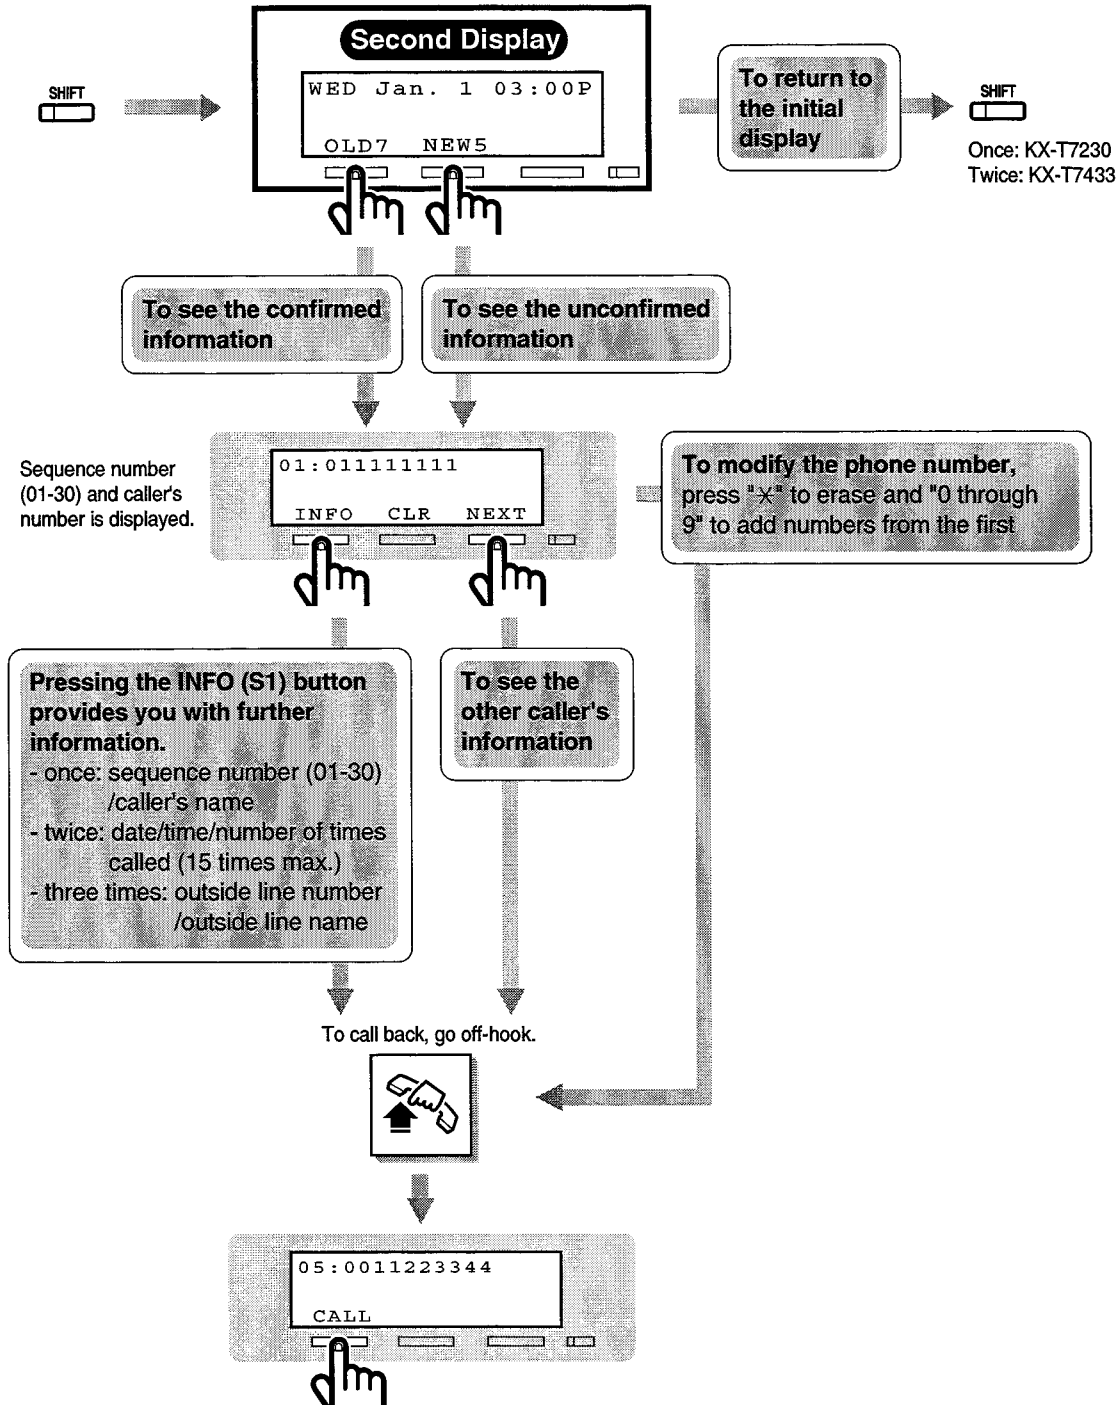 Second Display
SHIFT
WED Jan. 1 03:00P
OLD7 NEW5
To return to
the initial
display
SHIFT
Once: KX-T7230
Twice: KX-T7433
To see the confirmed
information
To see the unconfirmed
information
Sequence number
(01-30) and caller's
number is displayed.
01:0111111111
INFO CLR NEXT
To modify the phone number,
press "✕" to erase and "0 through
9" to add numbers from the first
Pressing the INFO (S1) button
provides you with further
information.
- once: sequence number (01-30)
/caller's name
- twice: date/time/number of times
called (15 times max.)
- three times: outside line number
/outside line name
To see the
other caller's
information
To call back, go off-hook.
05:0011223344
CALL